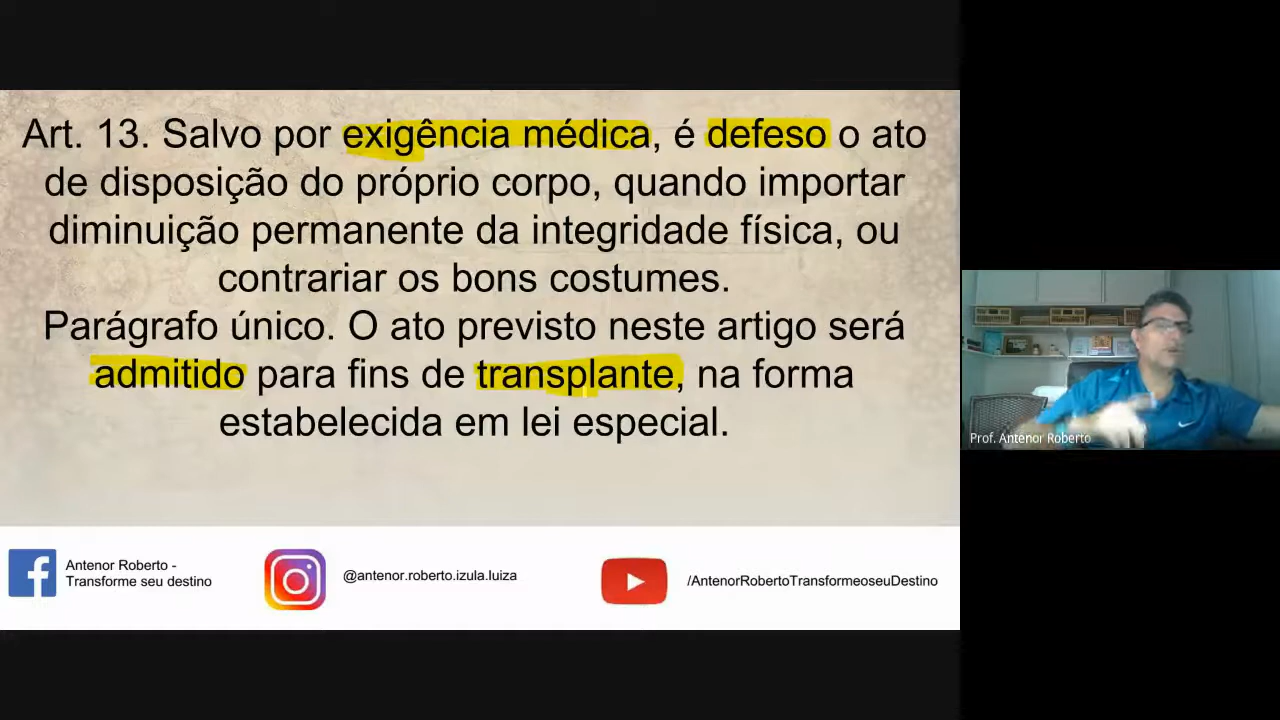 Art. 13. Salvo por exigência médica, é defeso o ato
de disposição do próprio corpo, quando importar
diminuição permanente da integridade física, ou
contrariar os bons costumes.
Parágrafo único. O ato previsto neste artigo será
admitido para fins de transplante, na forma
estabelecida em lei especial.
Antenor Roberto -
Transforme seu destino
@antenor.roberto.izula.luiza
/AntenorRobertoTransformeoseuDestino
Prof. Antenor Roberto